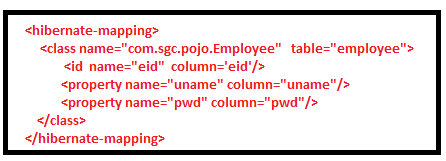 <hibernate-mapping>
<class name="com.sgc.pojo.Employee" table="employee">
<id name="eid" column='eid'/>
<property name="uname" column="uname"/>
<property name="pwd" column="pwd"/>
</class>
</hibernate-mapping>